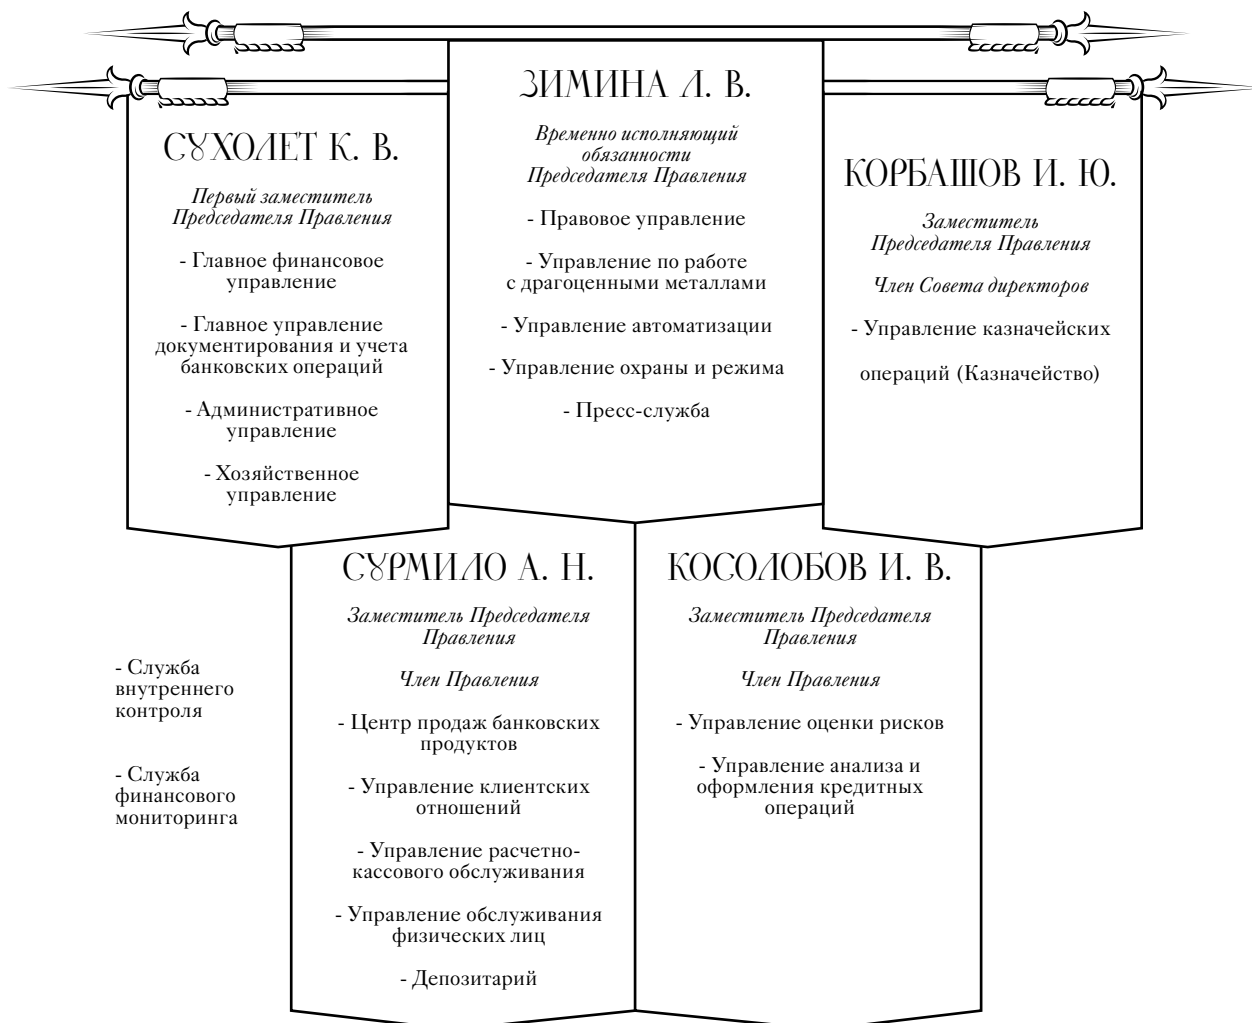 ЗИМИНА Л. В.
Временно исполняющий
обязанности
Председателя Правления
- Правовое управление
- Управление по работе
с драгоценными металлами
- Управление автоматизации
- Управление охраны и режима
- Пресс-служба
СУХОЛЕТ К. В.
Первый заместитель
Председателя Правления
- Главное финансовое
управление
- Главное управление
документирования и учета
банковских операций
- Административное
управление
- Хозяйственное
управление
КОРБАШОВ И. Ю.
Заместитель
Председателя Правления
Член Совета директоров
- Управление казначейских
операций (Казначейство)
- Служба
внутреннего
контроля
- Служба
финансового
мониторинга
СУРМИЛО А. Н.
Заместитель Председателя
Правления
Член Правления
- Центр продаж банковских
продуктов
- Управление клиентских
отношений
- Управление расчетно-
кассового обслуживания
- Управление обслуживания
физических лиц
- Депозитарий
КОСОЛОБОВ И. В.
Заместитель Председателя
Правления
Член Правления
- Управление оценки рисков
- Управление анализа и
оформления кредитных
операций